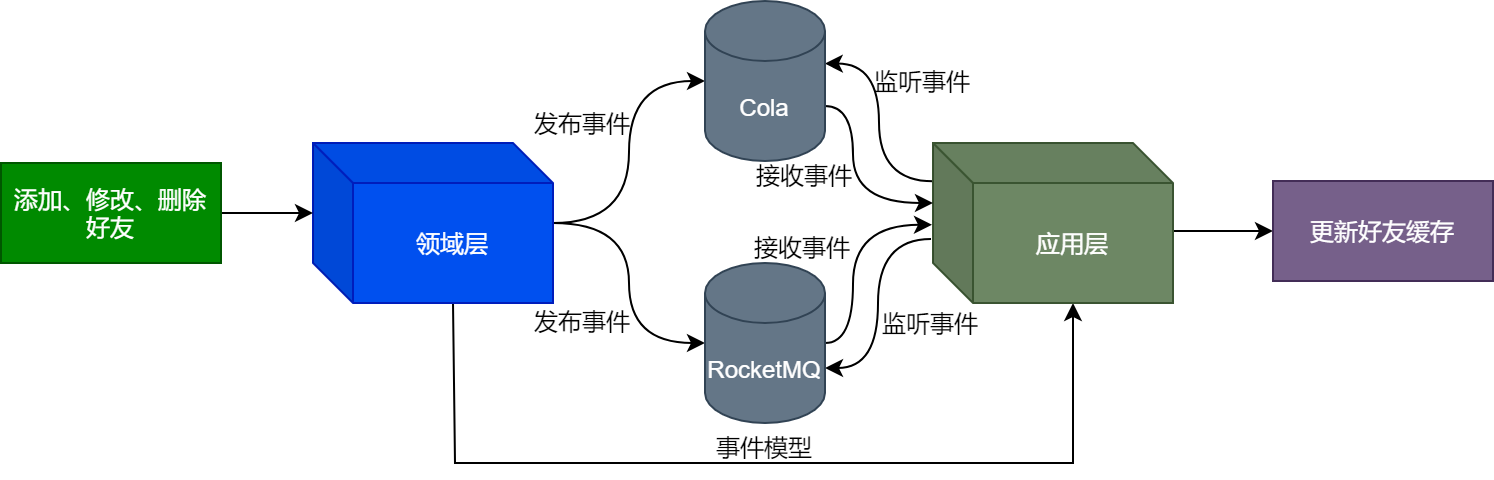 添加、修改、删除
好友
领域层
发布事件
发布事件
Cola
监听事件
接收事件
接收事件
RocketMQ
监听事件
事件模型
应用层
更新好友缓存